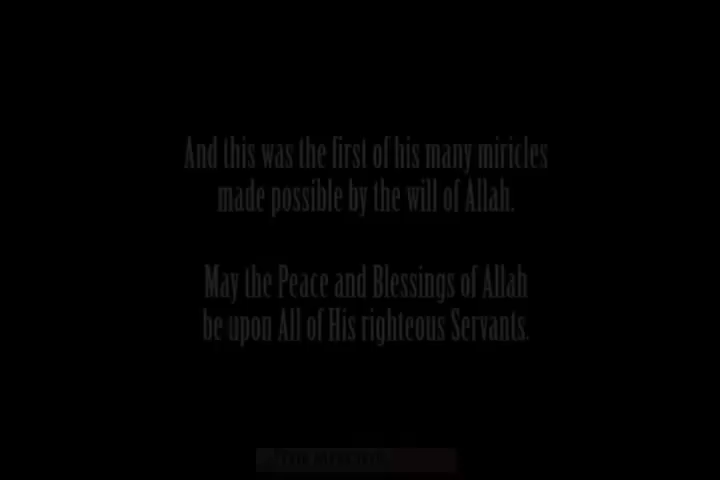 And this was the first of his many miricles
made possible by the will of Allah.
May the Peace and Blessings of Allah
be upon All of His righteous Servants.